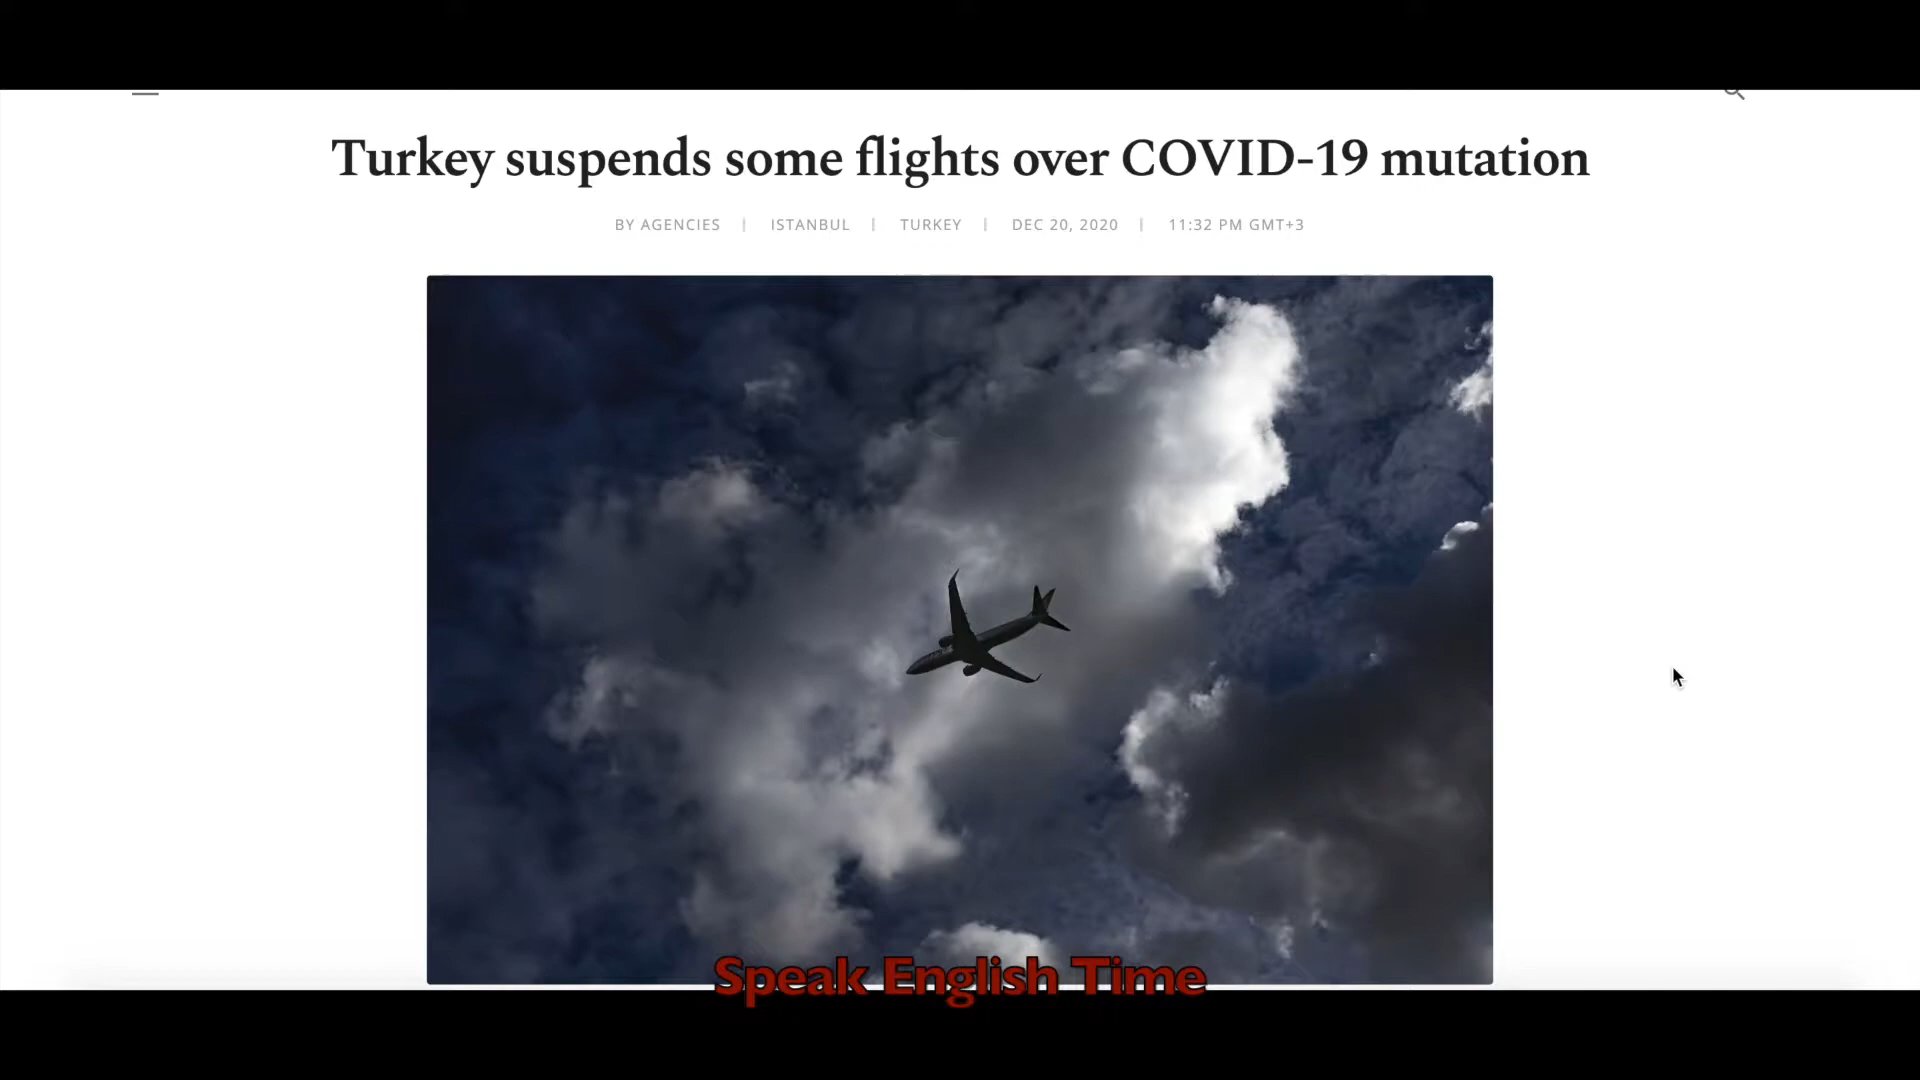 Turkey suspends some flights over COVID-19 mutation
BY AGENCIES | ISTANBUL | TURKEY | DEC 20, 2020 | 11:32 PM GMT+3
Speak English Time